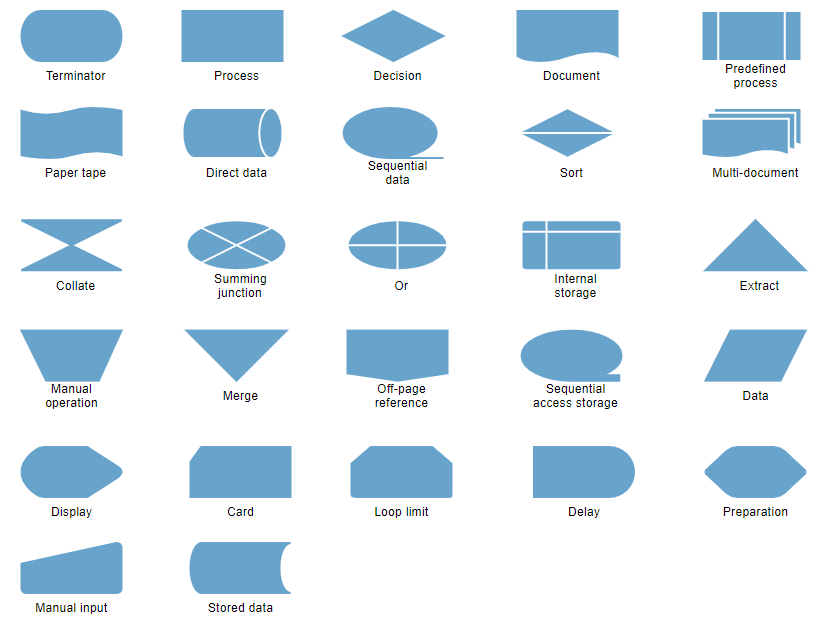 Terminator
Process
Decision
Document
Predefined
process
Paper tape
Direct data
Sequential
data
Sort
Multi-document
Collate
Summing
junction
Or
Internal
storage
Extract
Manual
operation
Merge
Off-page
reference
Sequential
access storage
Data
Display
Card
Loop limit
Delay
Preparation
Manual input
Stored data